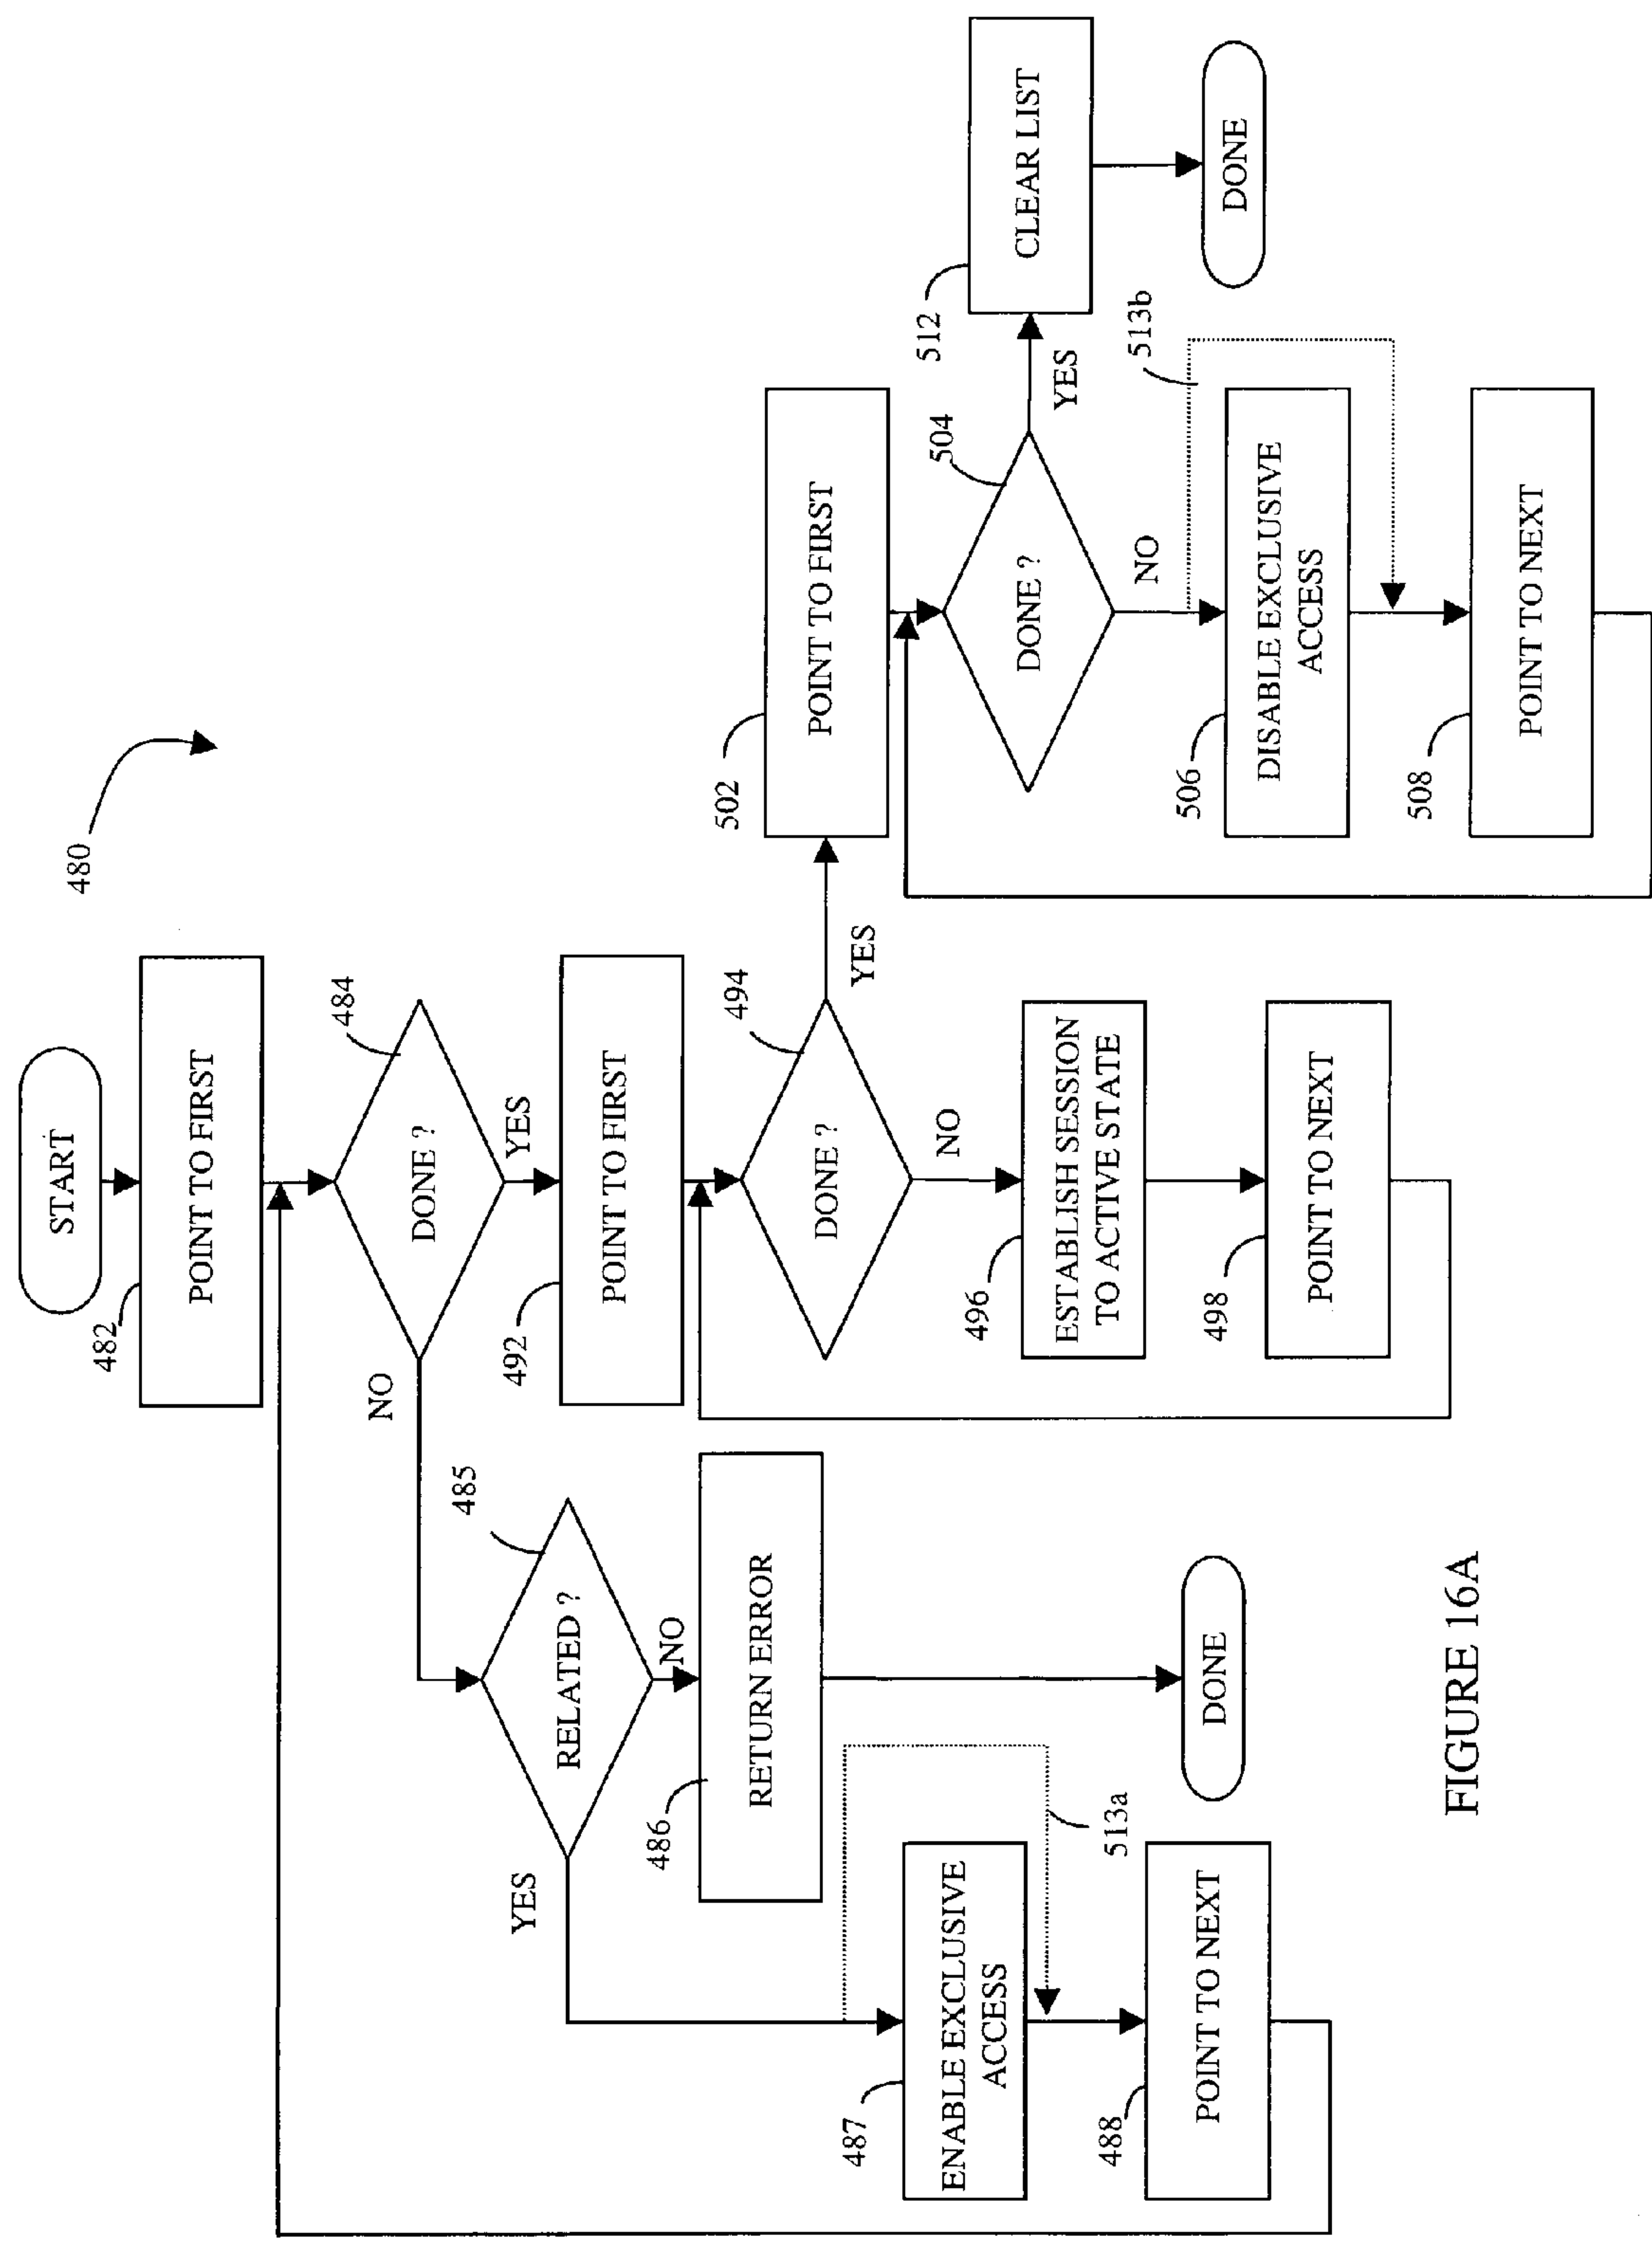 480
START
482
POINT TO FIRST
484
DONE ?
NO
YES
485
RELATED ?
YES
NO
486
RETURN ERROR
DONE
487
ENABLE EXCLUSIVE
ACCESS
513a
488
POINT TO NEXT
492
POINT TO FIRST
494
DONE ?
YES
NO
496
ESTABLISH SESSION
TO ACTIVE STATE
498
POINT TO NEXT
502
POINT TO FIRST
504
DONE ?
YES
NO
512
CLEAR LIST
DONE
513b
506
DISABLE EXCLUSIVE
ACCESS
508
POINT TO NEXT
FIGURE 16A